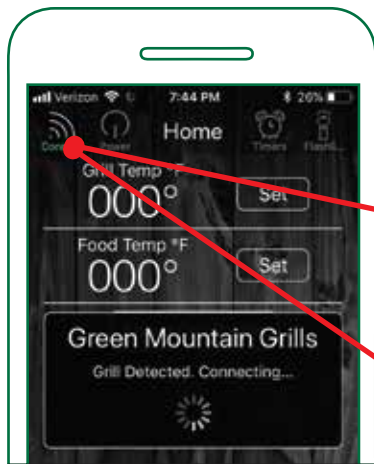 Verizon 7:44 PM 26%
Home
Power Timers
Grill Temp °F
000° Set
Food Temp °F
000° Set
Green Mountain Grills
Grill Detected. Connecting...